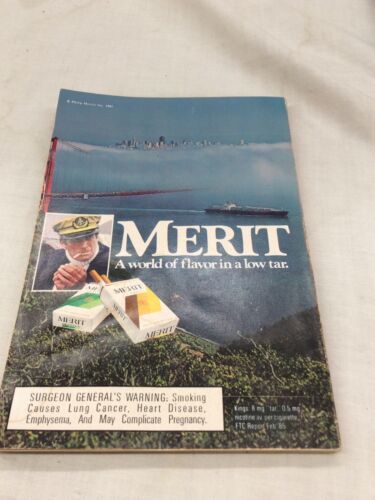 © Philip Morris Inc. 1987
MERIT
A world of flavor in a low tar.
MERIT
MERIT
MERIT
SURGEON GENERAL'S WARNING: Smoking
Causes Lung Cancer, Heart Disease,
Emphysema, And May Complicate Pregnancy.
Kings: 8 mg "tar," 0.5 mg
nicotine av. per cigarette,
FTC Report Feb. '85